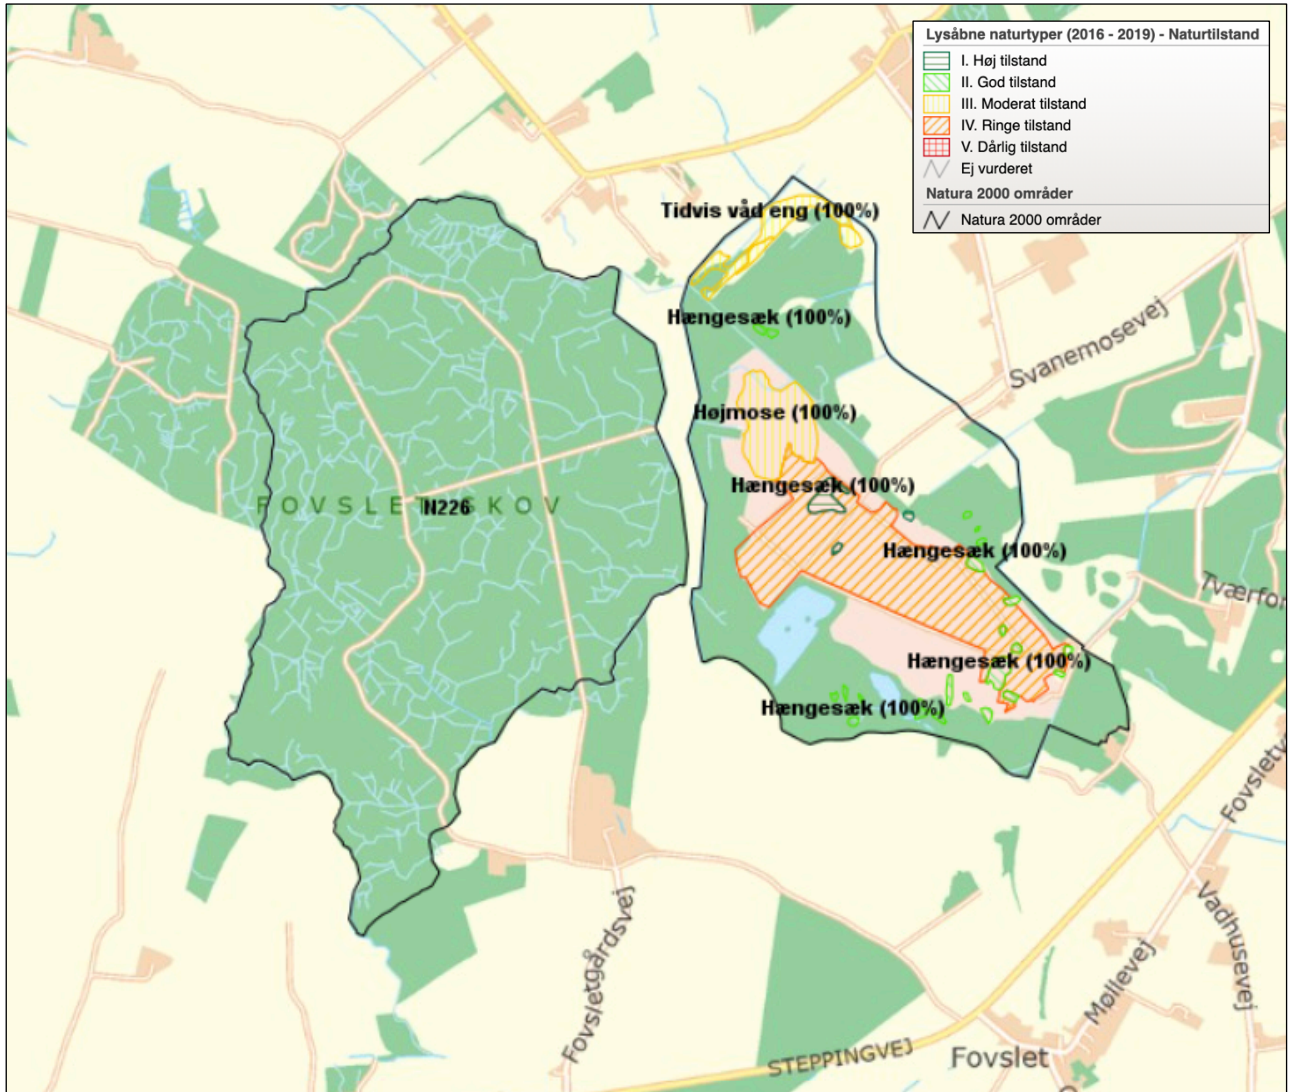 Lysåbne naturtyper (2016 - 2019) - Naturtilstand
I. Høj tilstand
II. God tilstand
III. Moderat tilstand
IV. Ringe tilstand
V. Dårlig tilstand
Ej vurderet
Natura 2000 områder
Natura 2000 områder
Tidvis våd eng (100%)
Hængesæk (100%)
Svanemosevej
Højmose (100%)
Hængesæk (100%)
FOVSLET SKOV
N226
Hængesæk (100%)
Tværfor
Hængesæk (100%)
Hængesæk (100%)
Fovsletv
Fovsletgårdsvej
Vadhusevej
Møllevej
STEPPINGVEJ
Fovslet